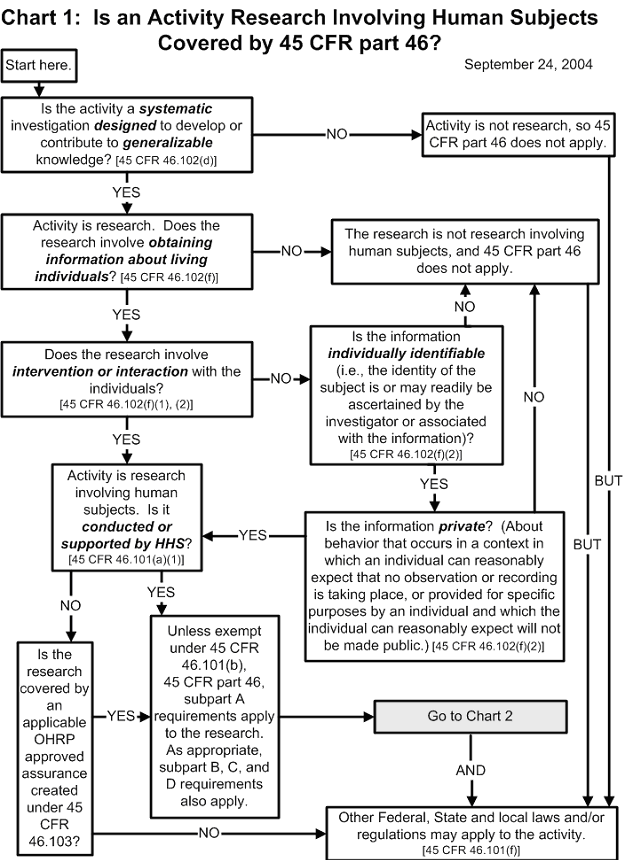 Chart 1:  Is an Activity Research Involving Human Subjects
Covered by 45 CFR part 46?
Start here.
September 24, 2004
Is the activity a systematic
investigation designed to develop or
contribute to generalizable
knowledge? [45 CFR 46.102(d)]
NO
Activity is not research, so 45
CFR part 46 does not apply.
YES
Activity is research.  Does the
research involve obtaining
information about living
individuals? [45 CFR 46.102(f)]
NO
The research is not research involving
human subjects, and 45 CFR part 46
does not apply.
YES
NO
Does the research involve
intervention or interaction with the
individuals?
[45 CFR 46.102(f)(1), (2)]
NO
Is the information
individually identifiable
(i.e., the identity of the
subject is or may readily be
ascertained by the
investigator or associated
with the information)?
[45 CFR 46.102(f)(2)]
NO
BUT
YES
YES
Activity is research
involving human
subjects.  Is it
conducted or
supported by HHS?
[45 CFR 46.101(a)(1)]
YES
Is the information private?  (About
behavior that occurs in a context in
which an individual can reasonably
expect that no observation or recording
is taking place, or provided for specific
purposes by an individual and which the
individual can reasonably expect will not
be made public.) [45 CFR 46.102(f)(2)]
BUT
NO
YES
Is the
research
covered by
an
applicable
OHRP
approved
assurance
created
under 45
CFR
46.103?
YES
Unless exempt
under 45 CFR
46.101(b),
45 CFR part 46,
subpart A
requirements apply
to the research.
As appropriate,
subpart B, C, and
D requirements
also apply.
Go to Chart 2
AND
NO
Other Federal, State and local laws and/or
regulations may apply to the activity.
[45 CFR 46.101(f)]